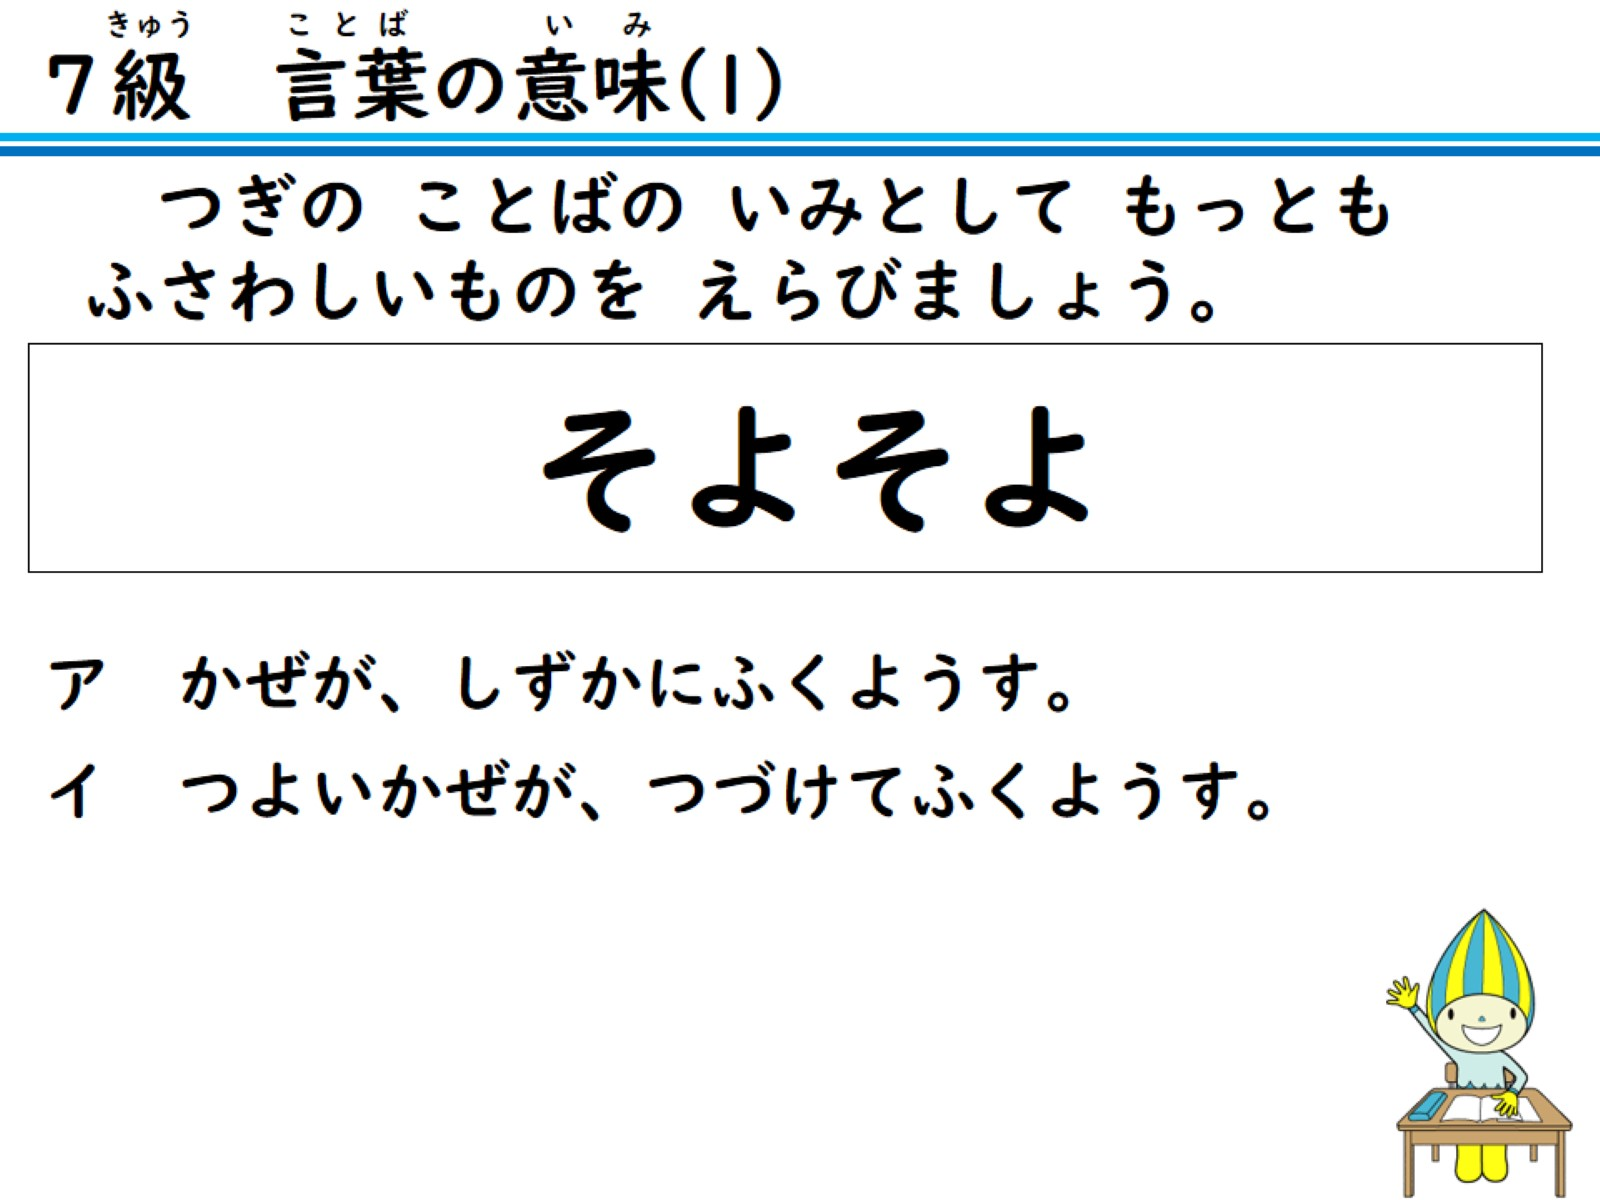 きゅう ことば いみ
７級 言葉の意味(1)
つぎの ことばの いみとして もっとも
ふさわしいものを えらびましょう。
そよそよ
ア かぜが、しずかにふくようす。
イ つよいかぜが、つづけてふくようす。